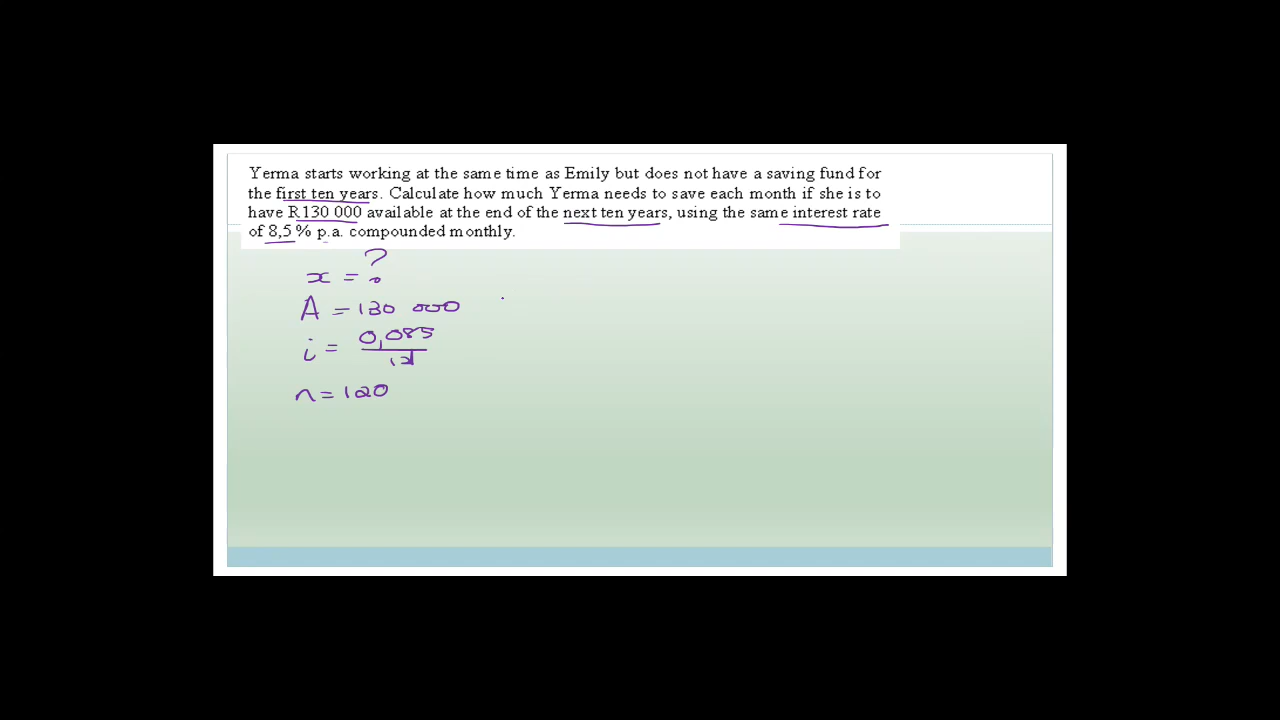 Yerma starts working at the same time as Emily but does not have a saving fund for
the first ten years. Calculate how much Yerma needs to save each month if she is to
have R130 000 available at the end of the next ten years, using the same interest rate
of 8,5 % p.a. compounded monthly.
x = ?
A = 130 000
i = 0,085/12
n = 120